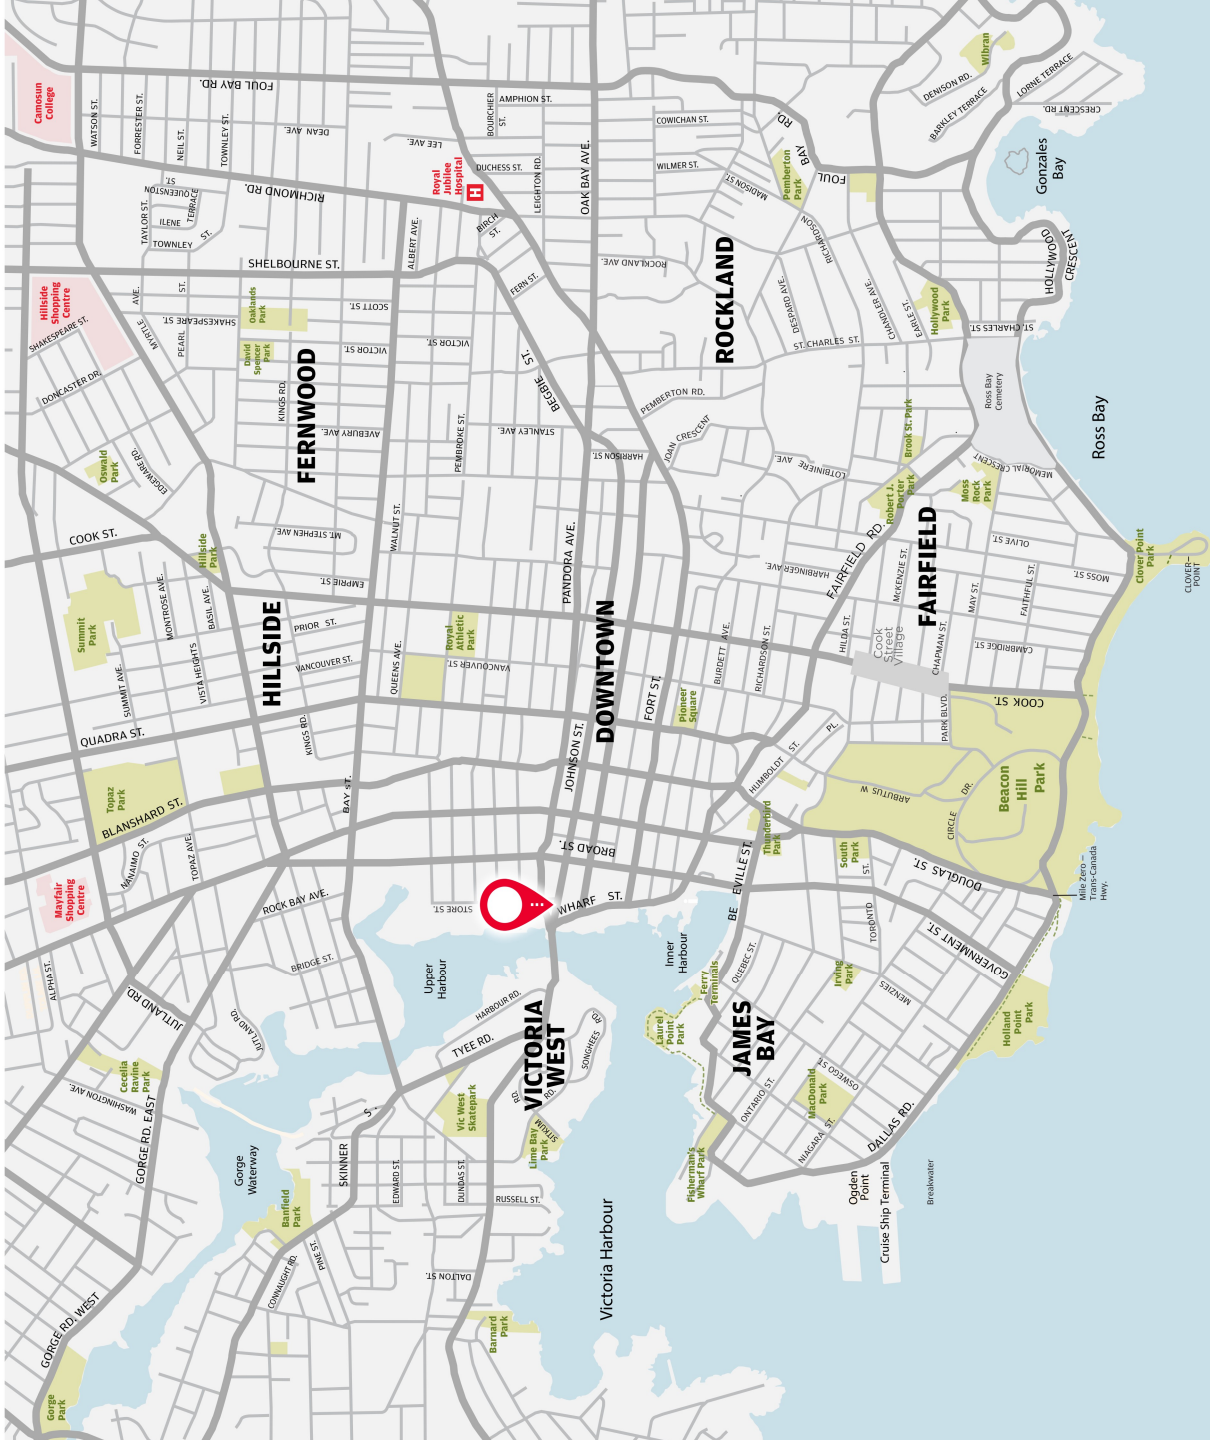 Camosun
College
WATSON ST.
FORRESTER ST.
NEIL ST.
TOWNLEY ST.
FOUL BAY RD.
DEAN AVE.
LEE AVE.
BOURCHIER
ST.
AMPHION ST.
DUCHESS ST.
LEIGHTON RD.
OAK BAY AVE.
COWICHAN ST.
WILMER ST.
MADISON ST.
FOUL
BAY
RD
Pemberton
Park
DENISON RD.
BARKLEY TERRACE
Wibran
LORNE TERRACE
CRESCENT RD.
Gonzales
Bay
RICHMOND RD.
QUEENSTON
ST.
TAYLOR ST.
ILENE
TERRACE
TOWNLEY
ST.
Royal
Jubilee
Hospital
H
BIRCH
ST.
ALBERT AVE.
SHELBOURNE ST.
FERN ST.
ROCKLAND AVE.
ROCKLAND
RICHARDSON
DESPARD AVE.
CHANDLER AVE.
EARLE ST.
Hollywood
Park
HOLLYWOOD
CRESCENT
ST. CHARLES ST.
ST. CHARLES ST.
Hillside
Shopping
Centre
SHAKESPEARE ST.
DONCASTER DR.
MYRTLE
AVE.
PEARL
ST.
SHAKESPEARE ST.
Oaklands
Park
David
Spencer
Park
SCOTT ST.
VICTOR ST.
VICTOR ST.
KINGS RD.
FERNWOOD
AVEBURY AVE.
PEMBROKE ST.
STANLEY AVE.
BEGBIE
ST.
HARRISON ST.
PEMBERTON RD.
JOAN CRESCENT
LOTBINIERE AVE.
Brook St. Park
Robert J.
Porter
Park
Ross Bay
Cemetery
Ross Bay
MEMORIAL CRESCENT
Moss
Rock
Park
Oswald
Park
EDGEWARE RD.
COOK ST.
Hillside
Park
MT. STEPHEN AVE.
WALNUT ST.
EMPRIE ST.
PANDORA AVE.
HARBINGER AVE.
FAIRFIELD RD.
FAIRFIELD
McKENZIE ST.
OLIVE ST.
MOSS ST.
MAY ST.
FAITHFUL ST.
CAMBRIDGE ST.
Clover Point
Park
CLOVER–
POINT
Summit
Park
MONTROSE AVE.
BASIL AVE.
SUMMIT AVE.
VISTA HEIGHTS
HILLSIDE
PRIOR ST.
VANCOUVER ST.
QUEENS AVE.
Royal
Athletic
Park
VANCOUVER ST.
DOWNTOWN
FORT ST.
Pioneer
Square
BURDETT AVE.
RICHARDSON ST.
HILDA ST.
Cook
Street
Village
CHAPMAN ST.
PARK BLVD.
COOK ST.
QUADRA ST.
KINGS RD.
JOHNSON ST.
HUMBOLDT ST.
PL.
Topaz
Park
BLANSHARD ST.
BAY ST.
ARBUTUS W
CIRCLE
DR.
Beacon
Hill
Park
NANAIMO ST.
TOPAZ AVE.
BROAD ST.
Thunderbird
Park
BE EVILLE ST.
South
Park
ST.
DOUGLAS ST.
Mile Zero –
Trans-Canada
Hwy.
Mayfair
Shopping
Centre
ROCK BAY AVE.
STORE ST.
WHARF ST.
TORONTO
GOVERNMENT ST.
ALPHA ST.
BRIDGE ST.
Upper
Harbour
Inner
Harbour
Ferry
Terminals
QUEBEC ST.
Irving
Park
MENZIES
JUTLAND RD.
JUTLAND RD.
HARBOUR RD.
TYEE RD.
VICTORIA
WEST
SONGHEES
RD
Laurel
Point
Park
JAMES
BAY
Holland
Point
Park
Cecelia
Ravine
Park
WASHINGTON AVE
GORGE RD. EAST
S .
SKINNER
Vic West
Skatepark
RD.
RD.
SITKUM
Lime Bay
Park
ONTARIO ST.
OSWEGO ST.
MacDonald
Park
NIAGARA ST.
DALLAS RD.
Gorge
Waterway
EDWARD ST.
DUNDAS ST.
RUSSELL ST.
Fisherman's
Wharf Park
Ogden
Point
Cruise Ship Terminal
Breakwater
Banfield
Park
PINE ST.
CONNAUGHT RD.
DALTON ST.
Victoria Harbour
Barnard
Park
GORGE RD. WEST
Gorge
Park